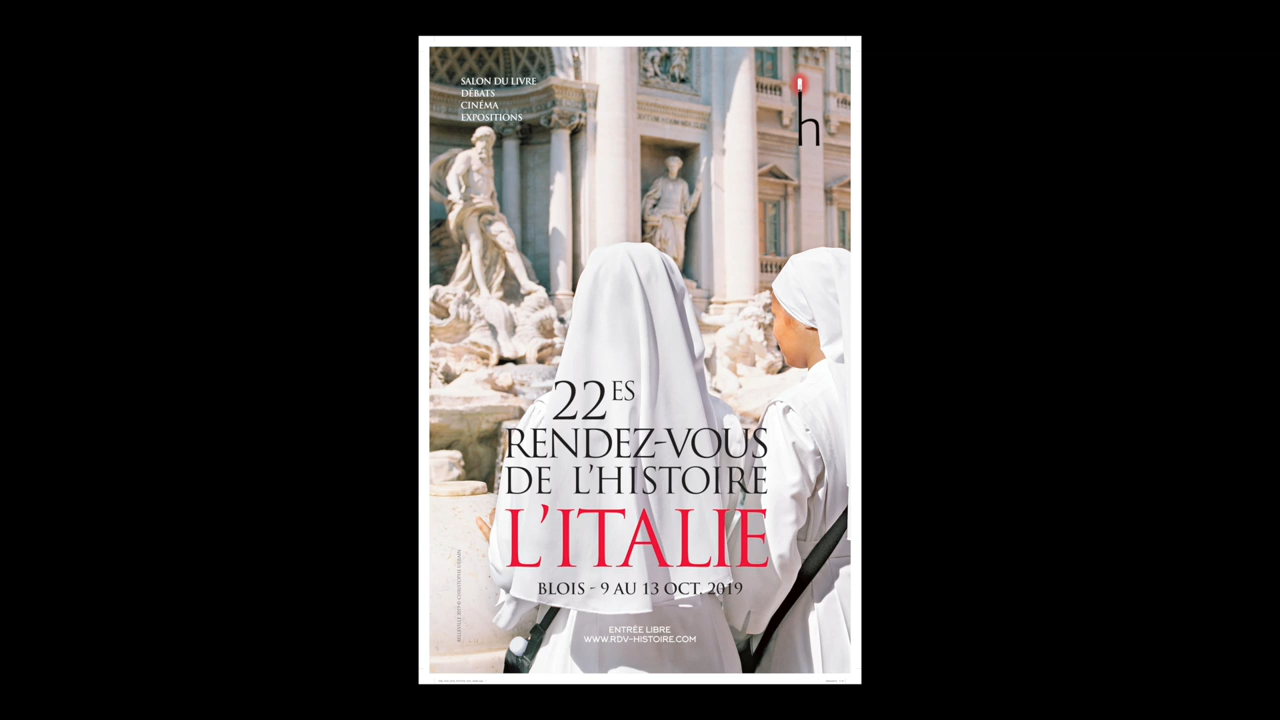 SALON DU LIVRE
DÉBATS
CINÉMA
EXPOSITIONS
h
22ES
RENDEZ-VOUS
DE L'HISTOIRE
L'ITALIE
BLOIS - 9 AU 13 OCT. 2019
ENTRÉE LIBRE
WWW.RDV-HISTOIRE.COM